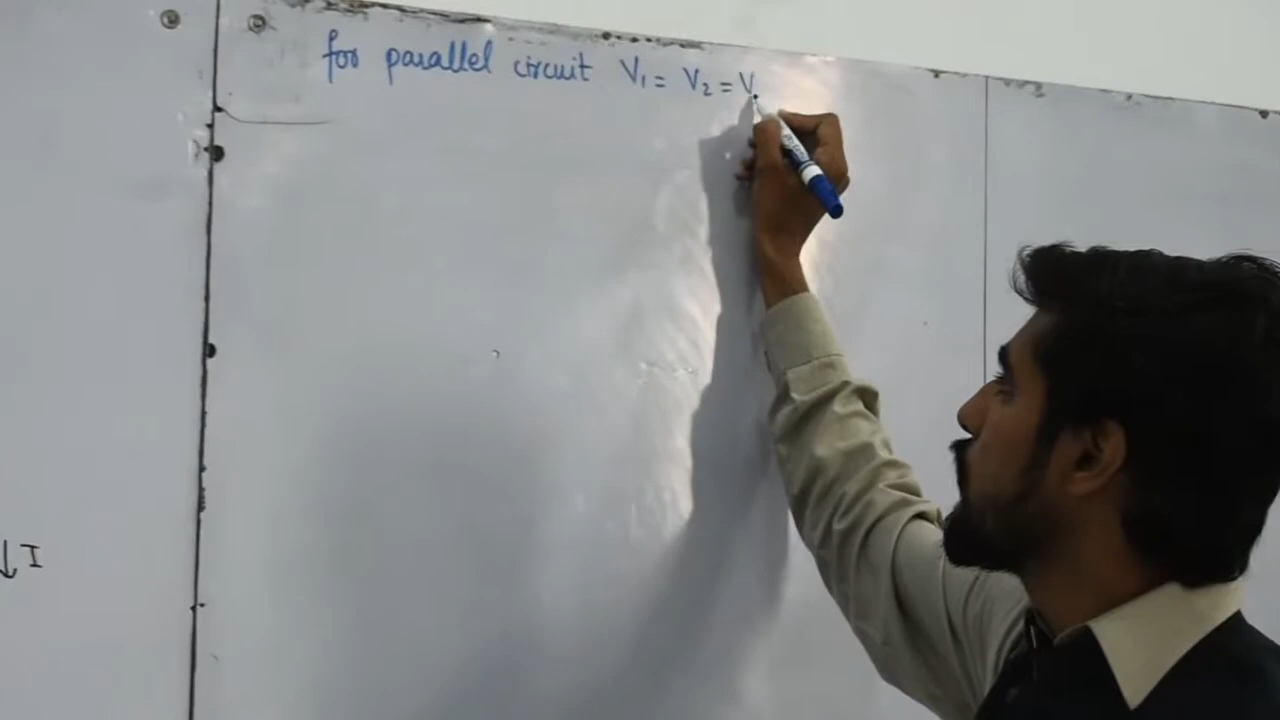 for parallel circuit V₁ = V₂ = V
↓I